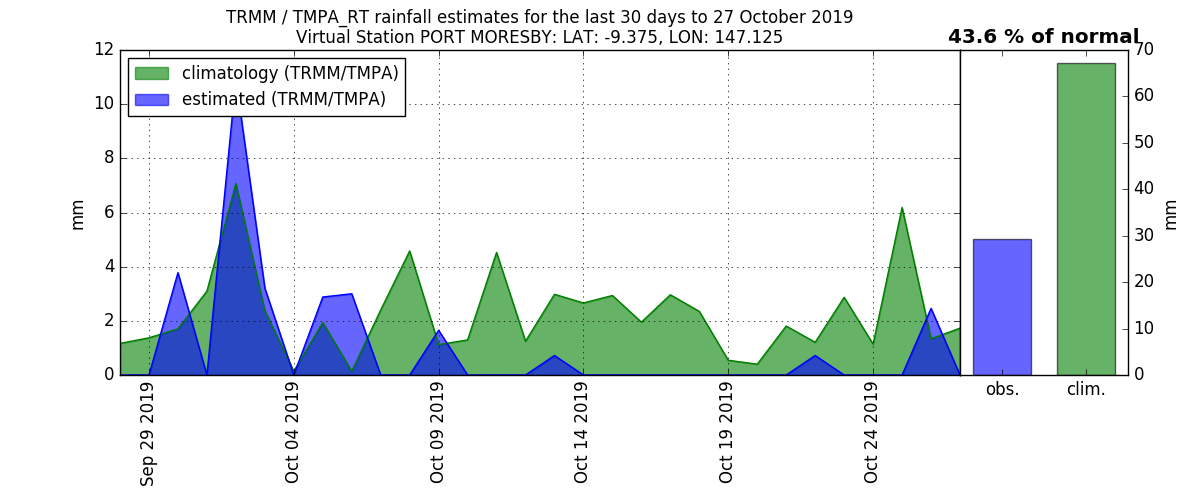 TRMM / TMPA_RT rainfall estimates for the last 30 days to 27 October 2019
Virtual Station PORT MORESBY: LAT: -9.375, LON: 147.125
43.6 % of normal
climatology (TRMM/TMPA)
estimated (TRMM/TMPA)
12
10
8
6
4
2
0
mm
Sep 29 2019
Oct 04 2019
Oct 09 2019
Oct 14 2019
Oct 19 2019
Oct 24 2019
obs.
clim.
70
60
50
40
30
20
10
0
mm